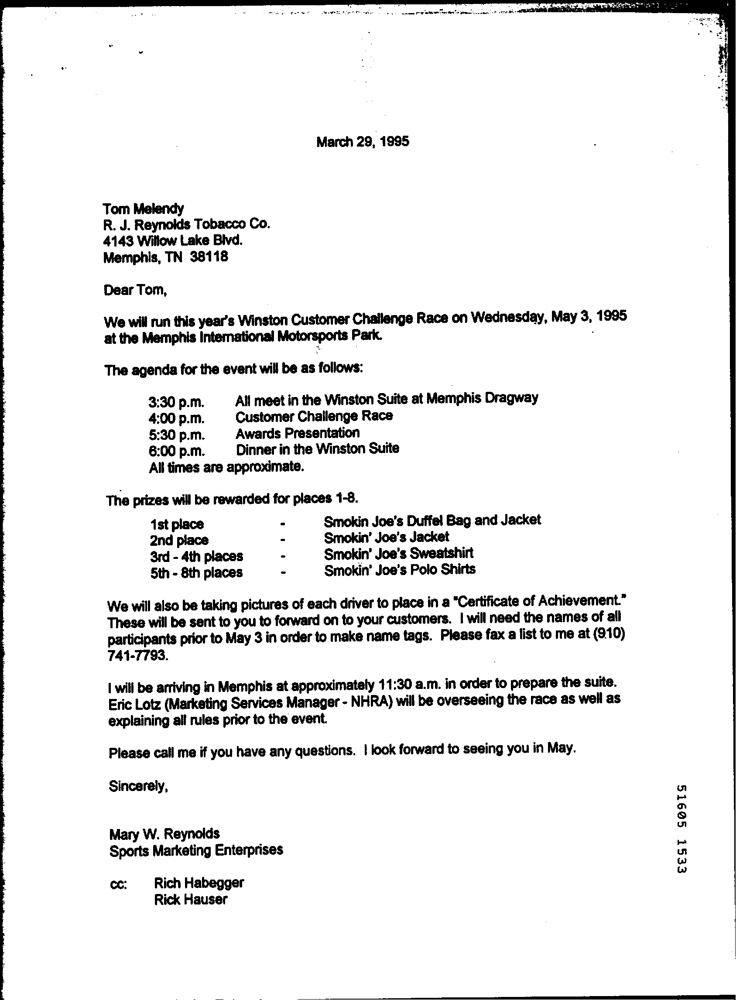 March 29, 1995
Tom Melendy
R. J. Reynolds Tobacco Co.
4143 Willow Lake Blvd.
Memphis, TN 38118
Dear Tom,
We will run this year's Winston Customer Challenge Race on Wednesday, May 3, 1995
at the Memphis International Motorsports Park.
The agenda for the event will be as follows:
3:30 p.m. All meet in the Winston Suite at Memphis Dragway
4:00 p.m. Customer Challenge Race
5:30 p.m. Awards Presentation
6:00 p.m. Dinner in the Winston Suite
All times are approximate.
The prizes will be rewarded for places 1-8.
1st place - Smokin Joe's Duffel Bag and Jacket
2nd place - Smokin' Joe's Jacket
3rd - 4th places - Smokin' Joe's Sweatshirt
5th - 8th places - Smokin' Joe's Polo Shirts
We will also be taking pictures of each driver to place in a "Certificate of Achievement."
These will be sent to you to forward on to your customers. I will need the names of all
participants prior to May 3 in order to make name tags. Please fax a list to me at (910)
741-7793.
I will be arriving in Memphis at approximately 11:30 a.m. in order to prepare the suite.
Eric Lotz (Marketing Services Manager - NHRA) will be overseeing the race as well as
explaining all rules prior to the event.
Please call me if you have any questions. I look forward to seeing you in May.
Sincerely,
Mary W. Reynolds
Sports Marketing Enterprises
cc: Rich Habegger
Rick Hauser
51605 1533